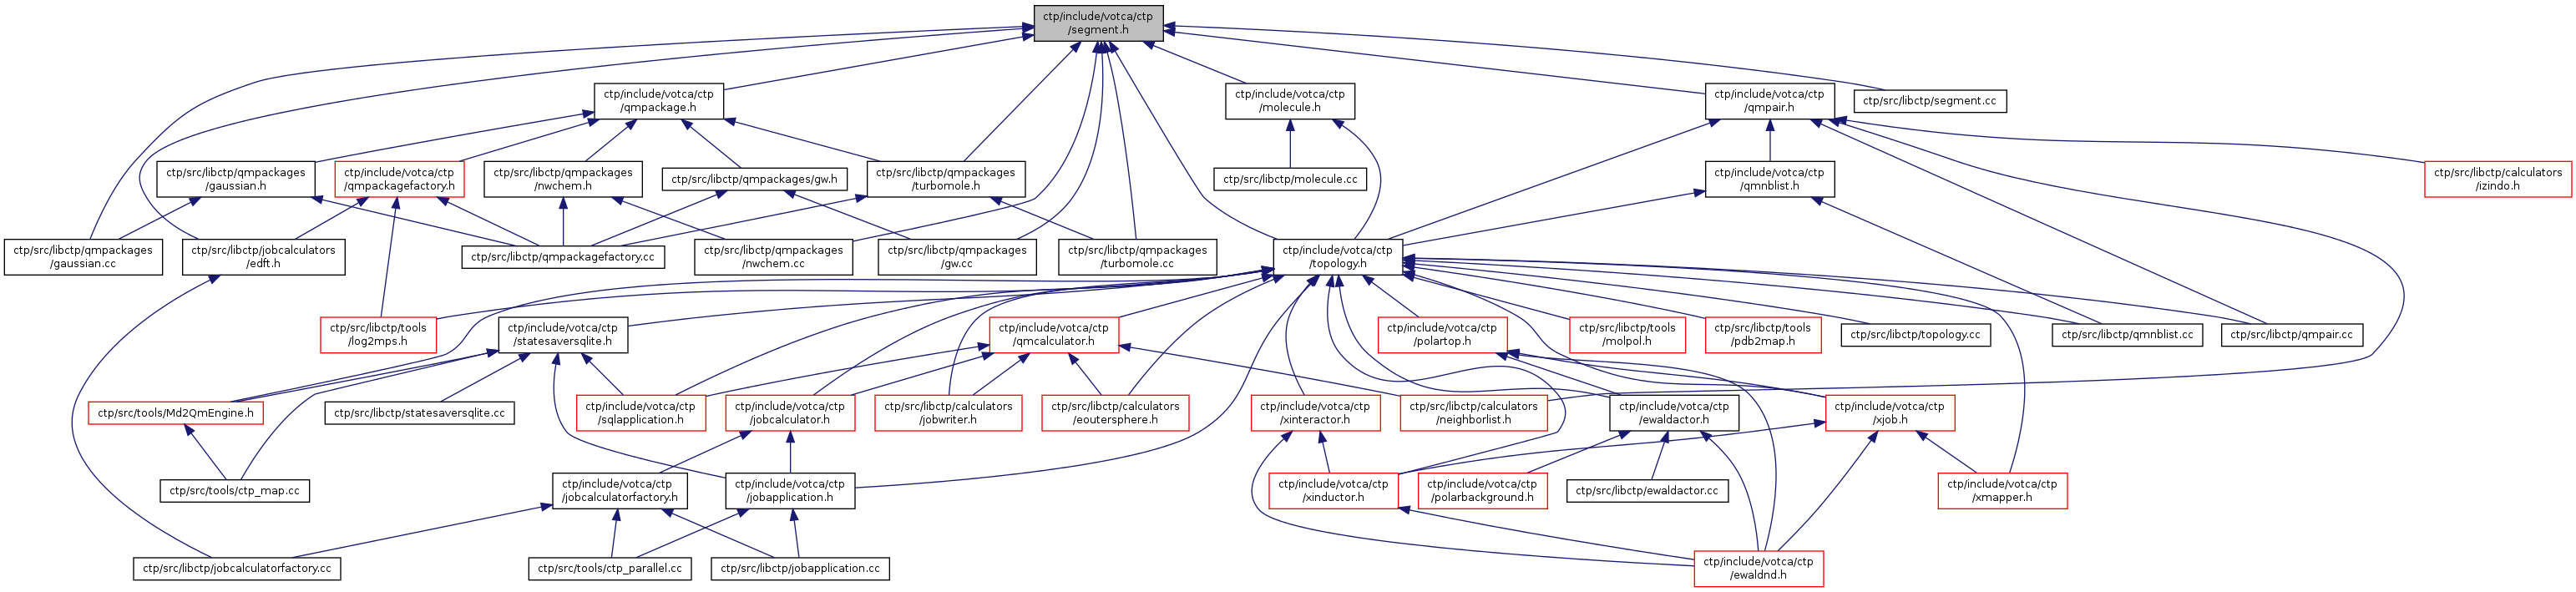 ctp/include/votca/ctp
/segment.h
ctp/include/votca/ctp
/qmpackage.h
ctp/include/votca/ctp
/molecule.h
ctp/include/votca/ctp
/qmpair.h
ctp/src/libctp/segment.cc
ctp/src/libctp/qmpackages
/gaussian.h
ctp/include/votca/ctp
/qmpackagefactory.h
ctp/src/libctp/qmpackages
/nwchem.h
ctp/src/libctp/qmpackages/gw.h
ctp/src/libctp/qmpackages
/turbomole.h
ctp/src/libctp/molecule.cc
ctp/include/votca/ctp
/qmnblist.h
ctp/src/libctp/calculators
/izindo.h
ctp/src/libctp/qmpackages
/gaussian.cc
ctp/src/libctp/jobcalculators
/edft.h
ctp/src/libctp/qmpackagefactory.cc
ctp/src/libctp/qmpackages
/nwchem.cc
ctp/src/libctp/qmpackages
/gw.cc
ctp/src/libctp/qmpackages
/turbomole.cc
ctp/include/votca/ctp
/topology.h
ctp/src/libctp/tools
/log2mps.h
ctp/include/votca/ctp
/statesaversqlite.h
ctp/include/votca/ctp
/qmcalculator.h
ctp/include/votca/ctp
/polartop.h
ctp/src/libctp/tools
/molpol.h
ctp/src/libctp/tools
/pdb2map.h
ctp/src/libctp/topology.cc
ctp/src/libctp/qmnblist.cc
ctp/src/libctp/qmpair.cc
ctp/src/tools/Md2QmEngine.h
ctp/src/libctp/statesaversqlite.cc
ctp/include/votca/ctp
/sqlapplication.h
ctp/include/votca/ctp
/jobcalculator.h
ctp/src/libctp/calculators
/jobwriter.h
ctp/src/libctp/calculators
/eoutersphere.h
ctp/include/votca/ctp
/xinteractor.h
ctp/src/libctp/calculators
/neighborlist.h
ctp/include/votca/ctp
/ewaldactor.h
ctp/include/votca/ctp
/xjob.h
ctp/src/tools/ctp_map.cc
ctp/include/votca/ctp
/jobcalculatorfactory.h
ctp/include/votca/ctp
/jobapplication.h
ctp/include/votca/ctp
/xinductor.h
ctp/include/votca/ctp
/polarbackground.h
ctp/src/libctp/ewaldactor.cc
ctp/include/votca/ctp
/xmapper.h
ctp/src/libctp/jobcalculatorfactory.cc
ctp/src/tools/ctp_parallel.cc
ctp/src/libctp/jobapplication.cc
ctp/include/votca/ctp
/ewaldnd.h